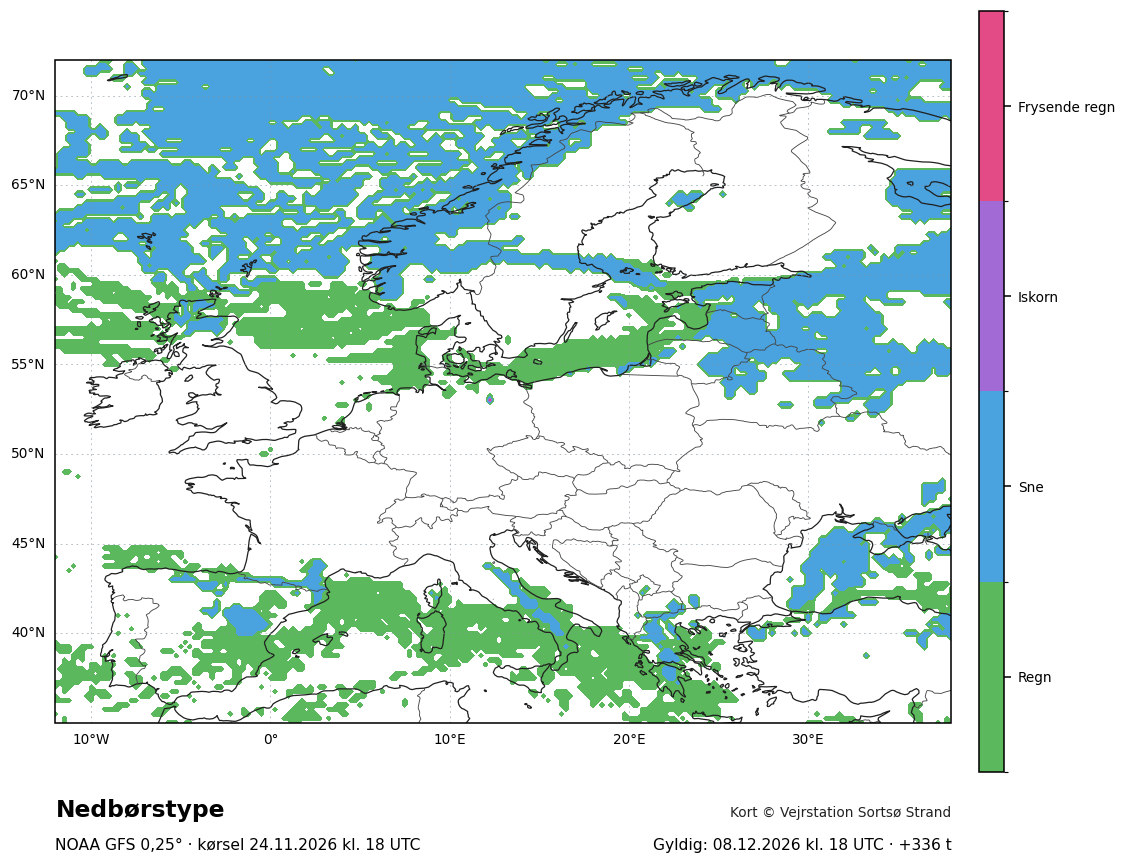 70°N
65°N
60°N
55°N
50°N
45°N
40°N
10°W
0°
10°E
20°E
30°E
Frysende regn
Iskorn
Sne
Regn
Nedbørstype
Kort © Vejrstation Sortsø Strand
NOAA GFS 0,25° · kørsel 24.11.2026 kl. 18 UTC
Gyldig: 08.12.2026 kl. 18 UTC · +336 t